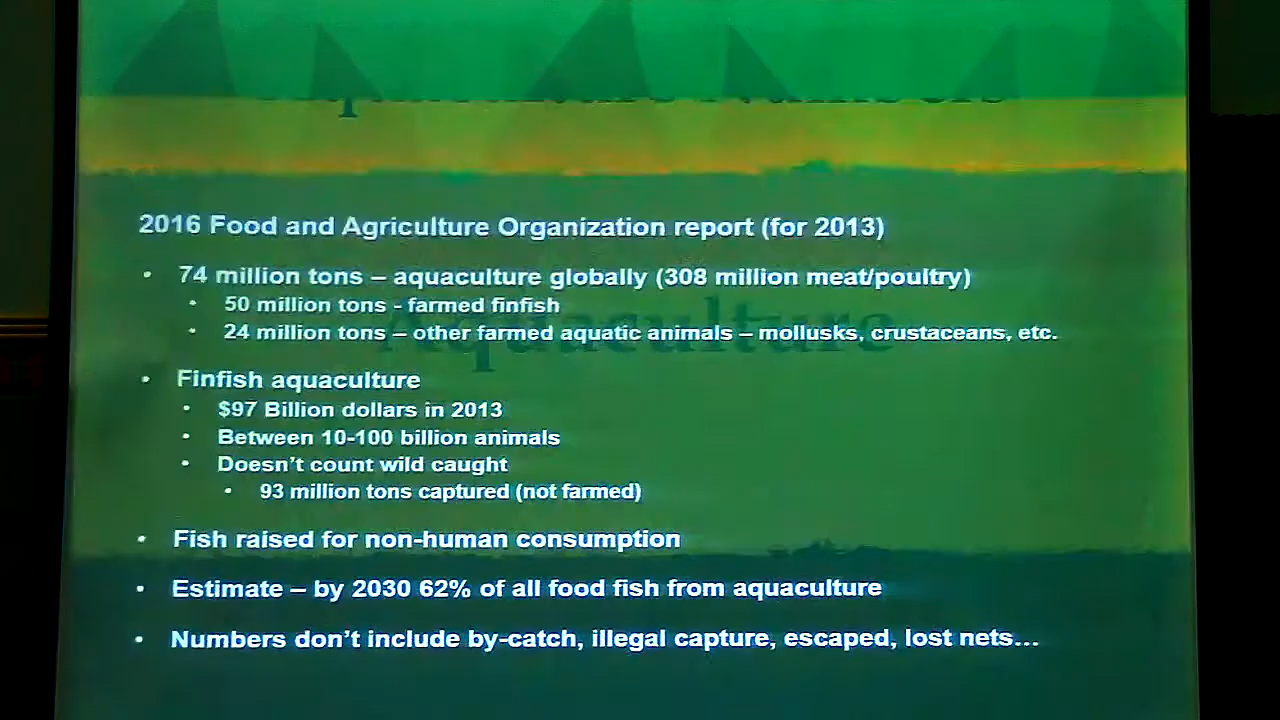 2016 Food and Agriculture Organization report (for 2013)
• 74 million tons – aquaculture globally (308 million meat/poultry)
• 50 million tons - farmed finfish
• 24 million tons – other farmed aquatic animals – mollusks, crustaceans, etc.
Aquaculture
• Finfish aquaculture
• $97 Billion dollars in 2013
• Between 10-100 billion animals
• Doesn't count wild caught
• 93 million tons captured (not farmed)
• Fish raised for non-human consumption
• Estimate – by 2030 62% of all food fish from aquaculture
• Numbers don't include by-catch, illegal capture, escaped, lost nets...